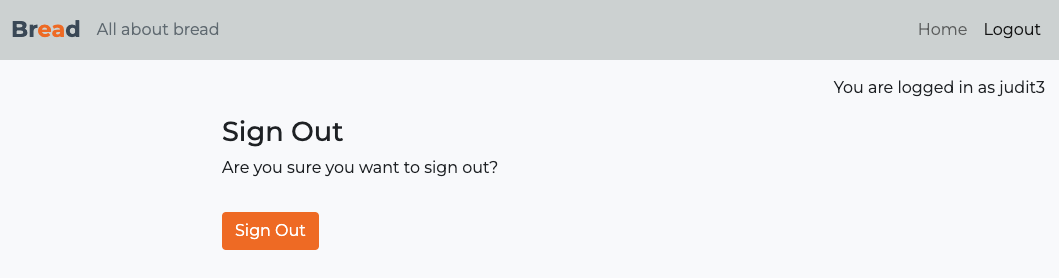 Bread All about bread Home Logout
You are logged in as judit3
Sign Out
Are you sure you want to sign out?
Sign Out